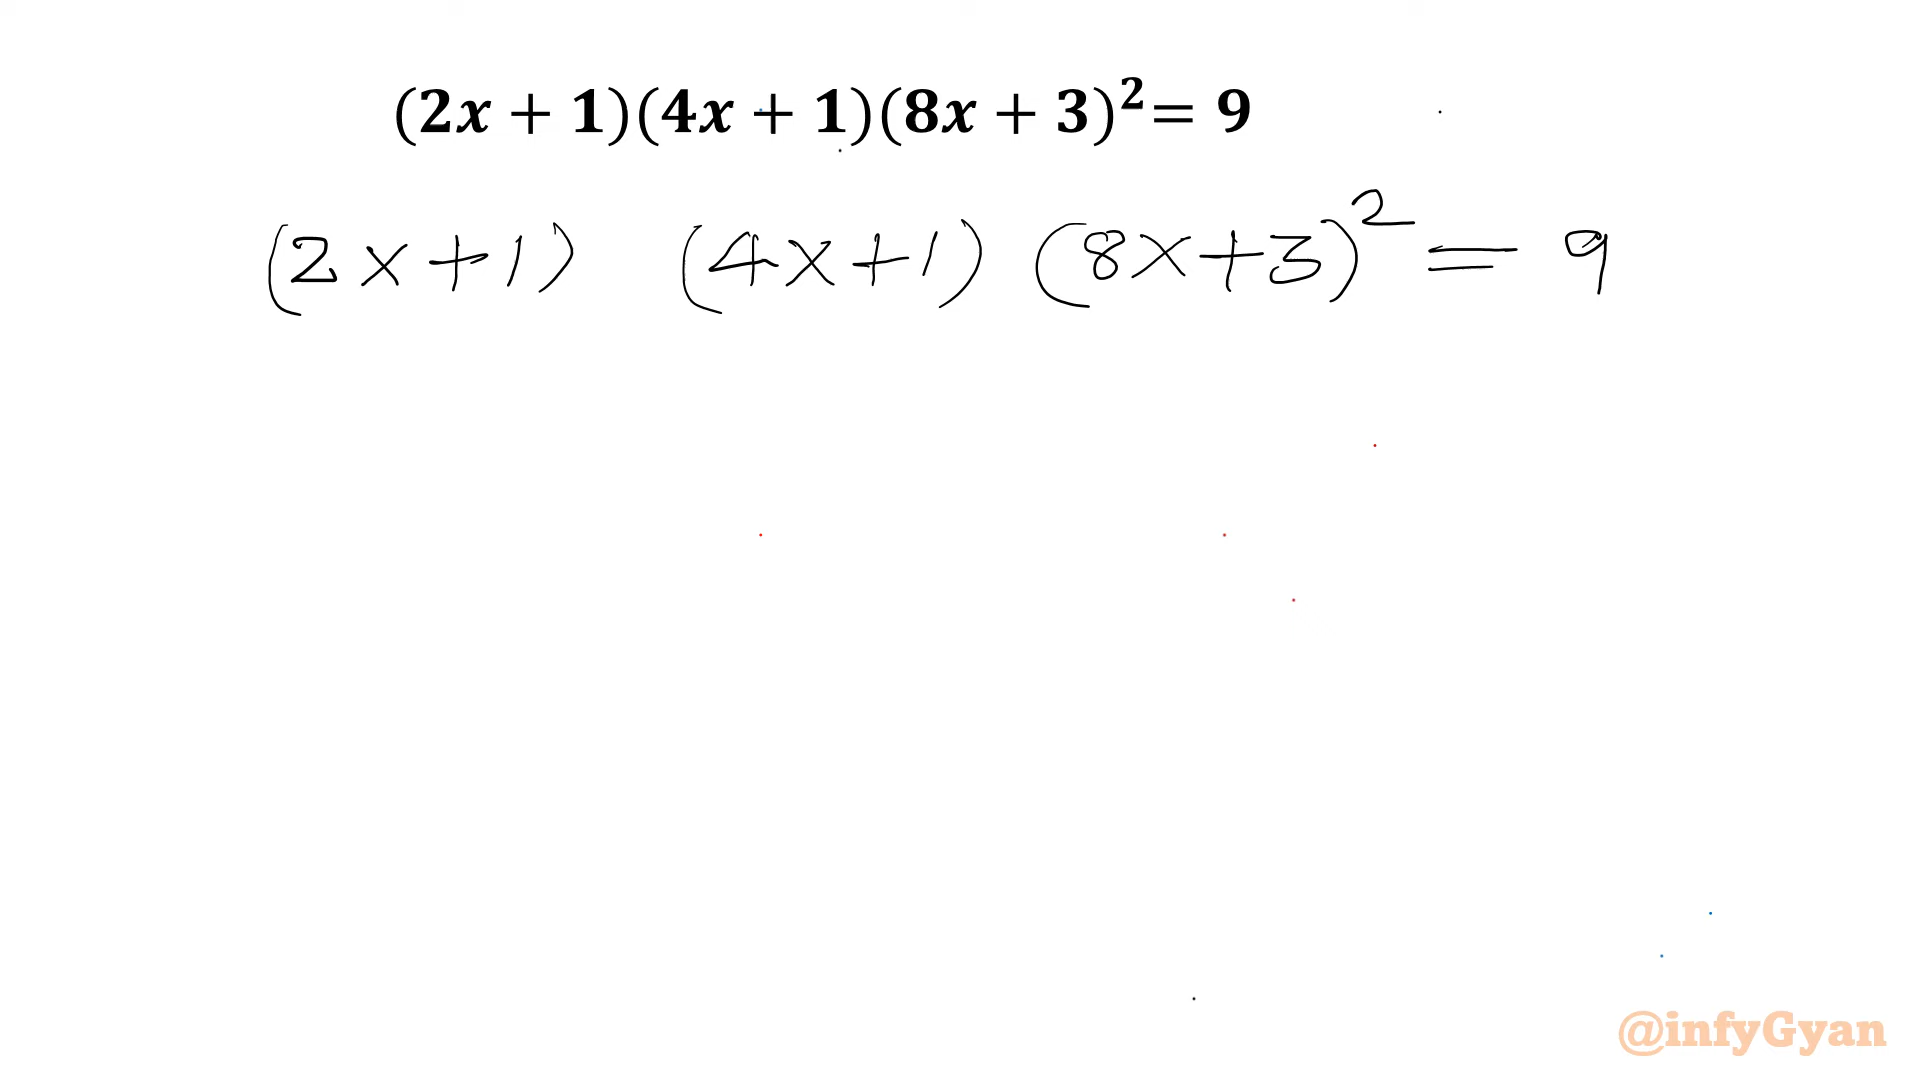 (2x + 1)(4x + 1)(8x + 3)²= 9
(2x+1) (4x+1) (8x+3)² = 9
@infyGyan